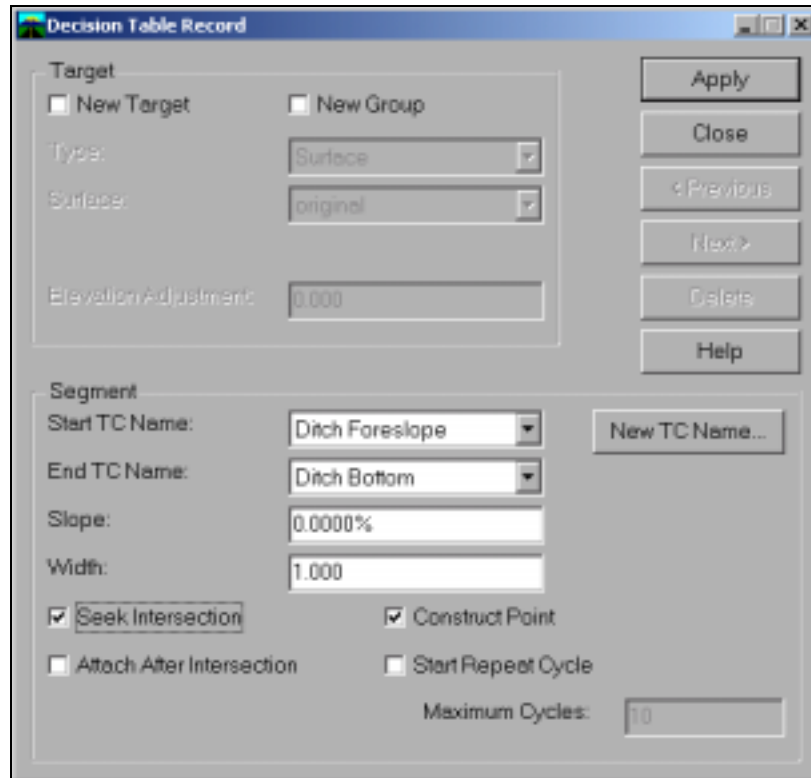 Decision Table Record
Target
New Target
New Group
Type:
Surface
Surface:
original
Elevation Adjustment:
0.000
Apply
Close
< Previous
Next >
Delete
Help
Segment
Start TC Name:
Ditch Foreslope
New TC Name...
End TC Name:
Ditch Bottom
Slope:
0.0000%
Width:
1.000
Seek Intersection
Construct Point
Attach After Intersection
Start Repeat Cycle
Maximum Cycles:
10